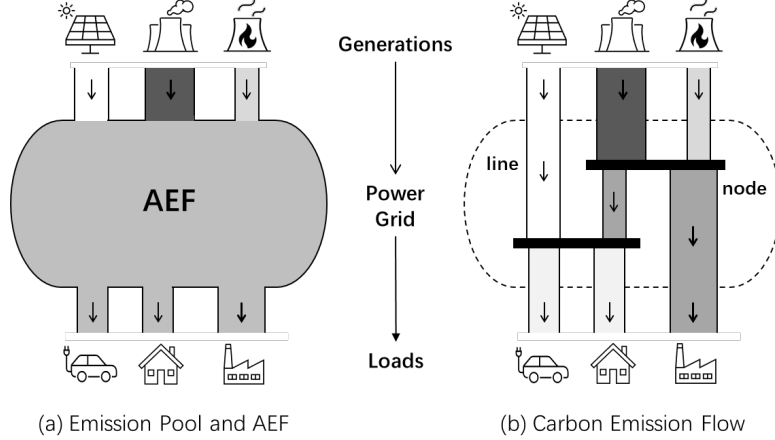 Generations
AEF
Power
Grid
line
node
Loads
(a) Emission Pool and AEF
(b) Carbon Emission Flow